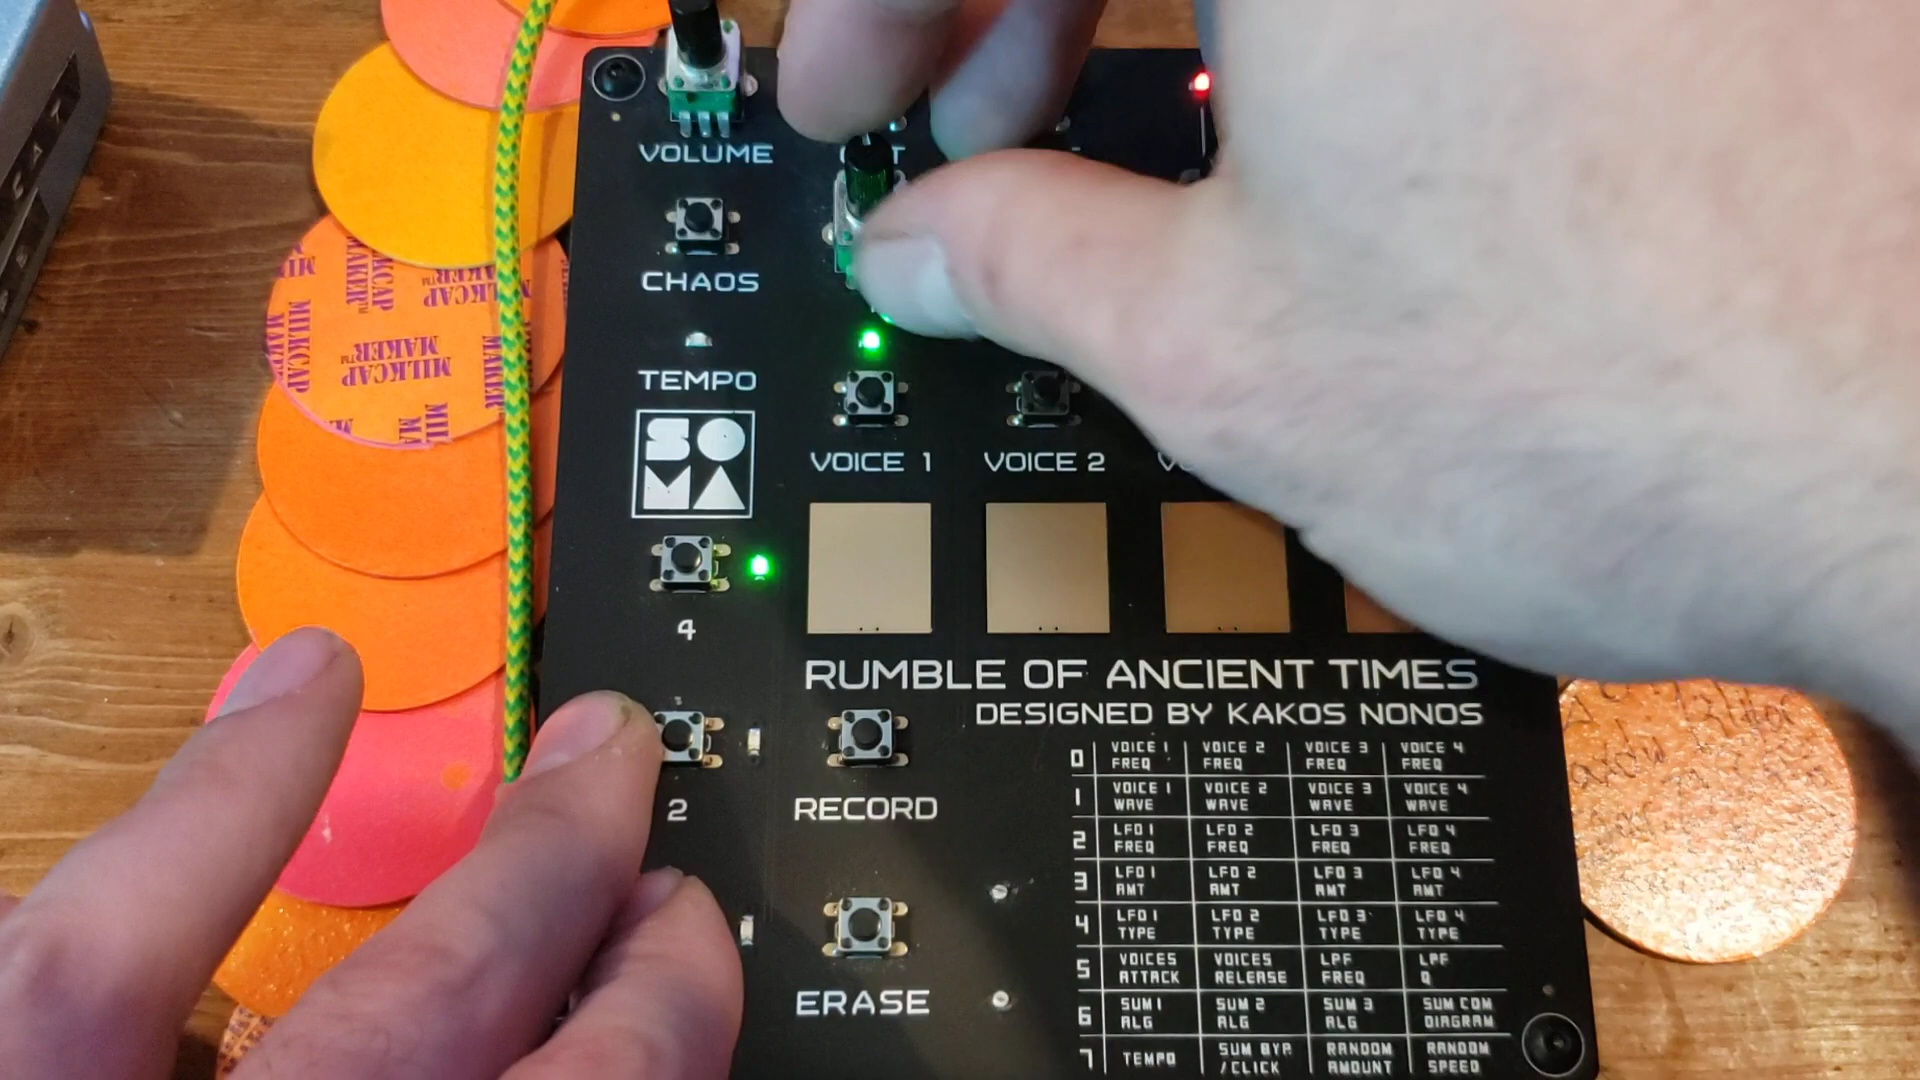 VOLUME
CHAOS
TEMPO
SO
MA
VOICE 1
VOICE 2
4
RUMBLE OF ANCIENT TIMES
DESIGNED BY KAKOS NONOS
2
RECORD
ERASE
0 VOICE 1 FREQ VOICE 2 FREQ VOICE 3 FREQ VOICE 4 FREQ
1 VOICE 1 WAVE VOICE 2 WAVE VOICE 3 WAVE VOICE 4 WAVE
2 LFO 1 FREQ LFO 2 FREQ LFO 3 FREQ LFO 4 FREQ
3 LFO 1 AMT LFO 2 AMT LFO 3 AMT LFO 4 AMT
4 LFO 1 TYPE LFO 2 TYPE LFO 3 TYPE LFO 4 TYPE
5 VOICES ATTACK VOICES RELEASE LPF FREQ LPF Q
6 SUM 1 ALG SUM 2 ALG SUM 3 ALG SUM COM DIAGRAM
7 TEMPO SUM BYP /CLICK RANDOM AMOUNT RANDOM SPEED
MILKCAP
MAKER™
MILKCAP
MAKER™